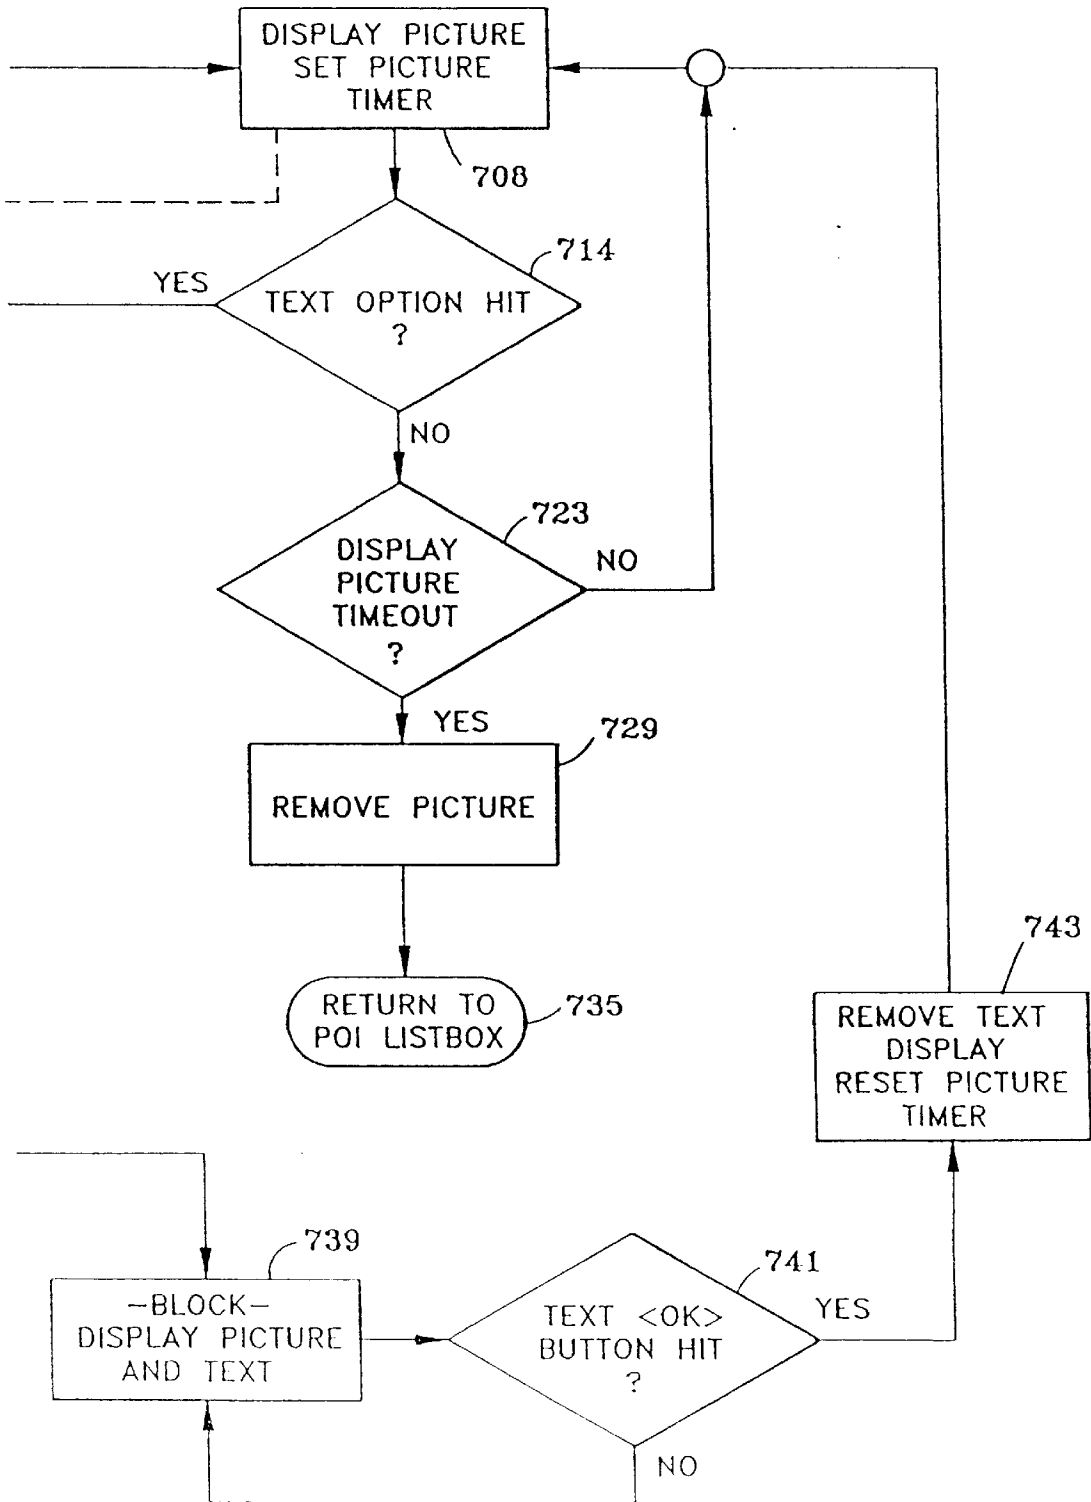 DISPLAY PICTURE
SET PICTURE
TIMER
708
714
YES
TEXT OPTION HIT
?
NO
723
DISPLAY
PICTURE
TIMEOUT
?
NO
YES
729
REMOVE PICTURE
743
RETURN TO
POI LISTBOX
735
REMOVE TEXT
DISPLAY
RESET PICTURE
TIMER
739
-BLOCK-
DISPLAY PICTURE
AND TEXT
741
TEXT <OK>
BUTTON HIT
?
YES
NO